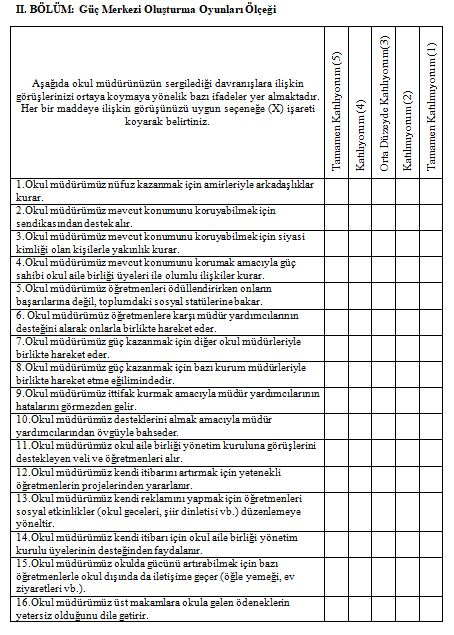 II. BÖLÜM: Güç Merkezi Oluşturma Oyunları Ölçeği
Aşağıda okul müdürünüzün sergilediği davranışlara ilişkin
görüşlerinizi ortaya koymaya yönelik bazı ifadeler yer almaktadır.
Her bir maddeye ilişkin görüşünüzü uygun seçeneğe (X) işareti
koyarak belirtiniz.
Tamamen Katılıyorum (5)
Katılıyorum (4)
Orta Düzeyde Katılıyorum (3)
Katılmıyorum (2)
Tamamen Katılmıyorum (1)
1.Okul müdürümüz nüfuz kazanmak için amirleriyle arkadaşlıklar
kurar.
2.Okul müdürümüz mevcut konumunu koruyabilmek için
sendikasından destek alır.
3.Okul müdürümüz mevcut konumunu koruyabilmek için siyasi
kimliği olan kişilerle yakınlık kurar.
4.Okul müdürümüz mevcut konumunu korumak amacıyla güç
sahibi okul aile birliği üyeleri ile olumlu ilişkiler kurar.
5.Okul müdürümüz öğretmenleri ödüllendirirken onların
başarılarına değil, toplumdaki sosyal statülerine bakar.
6. Okul müdürümüz öğretmenlere karşı müdür yardımcılarının
desteğini alarak onlarla birlikte hareket eder.
7.Okul müdürümüz güç kazanmak için diğer okul müdürleriyle
birlikte hareket eder.
8.Okul müdürümüz güç kazanmak için bazı kurum müdürleriyle
birlikte hareket etme eğilimindedir.
9.Okul müdürümüz ittifak kurmak amacıyla müdür yardımcılarının
hatalarını görmezden gelir.
10.Okul müdürümüz desteklerini almak amacıyla müdür
yardımcılarından övgüyle bahseder.
11.Okul müdürümüz okul aile birliği yönetim kuruluna görüşlerini
destekleyen veli ve öğretmenleri alır.
12.Okul müdürümüz kendi itibarını artırmak için yetenekli
öğretmenlerin projelerinden yararlanır.
13.Okul müdürümüz kendi reklamını yapmak için öğretmenleri
sosyal etkinlikler (okul geceleri, şiir dinletisi vb.) düzenlemeye
yöneltir.
14.Okul müdürümüz kendi itibarı için okul aile birliği yönetim
kurulu üyelerinin desteğinden faydalanır.
15.Okul müdürümüz okulda gücünü artırabilmek için bazı
öğretmenlerle okul dışında da iletişime geçer (öğle yemeği, ev
ziyaretleri vb.).
16.Okul müdürümüz üst makamlara okula gelen ödeneklerin
yetersiz olduğunu dile getirir.